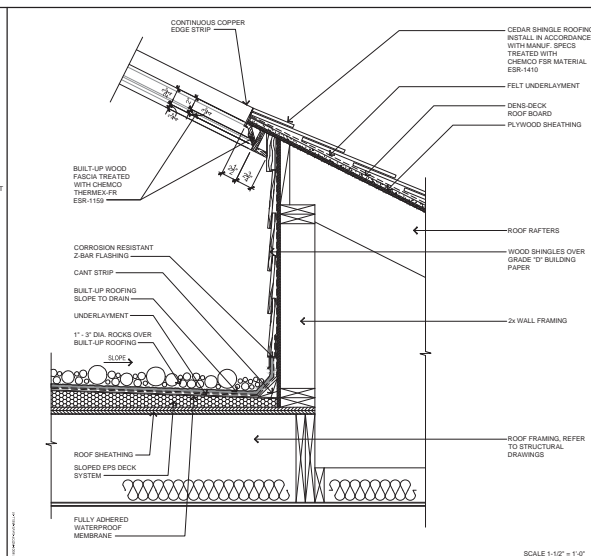 CONTINUOUS COPPER
EDGE STRIP
CEDAR SHINGLE ROOFING
INSTALL IN ACCORDANCE
WITH MANUF. SPECS
TREATED WITH
CHEMCO FSR MATERIAL
ESR-1410
FELT UNDERLAYMENT
DENS-DECK
ROOF BOARD
PLYWOOD SHEATHING
BUILT-UP WOOD
FASCIA TREATED
WITH CHEMCO
THERMEX-FR
ESR-1159
ROOF RAFTERS
CORROSION RESISTANT
Z-BAR FLASHING
WOOD SHINGLES OVER
GRADE "D" BUILDING
PAPER
CANT STRIP
BUILT-UP ROOFING
SLOPE TO DRAIN
UNDERLAYMENT
1" - 3" DIA. ROCKS OVER
BUILT-UP ROOFING
2x WALL FRAMING
SLOPE
ROOF SHEATHING
SLOPED EPS DECK
SYSTEM
ROOF FRAMING, REFER
TO STRUCTURAL
DRAWINGS
FULLY ADHERED
WATERPROOF
MEMBRANE
SCALE 1-1/2" = 1'-0"